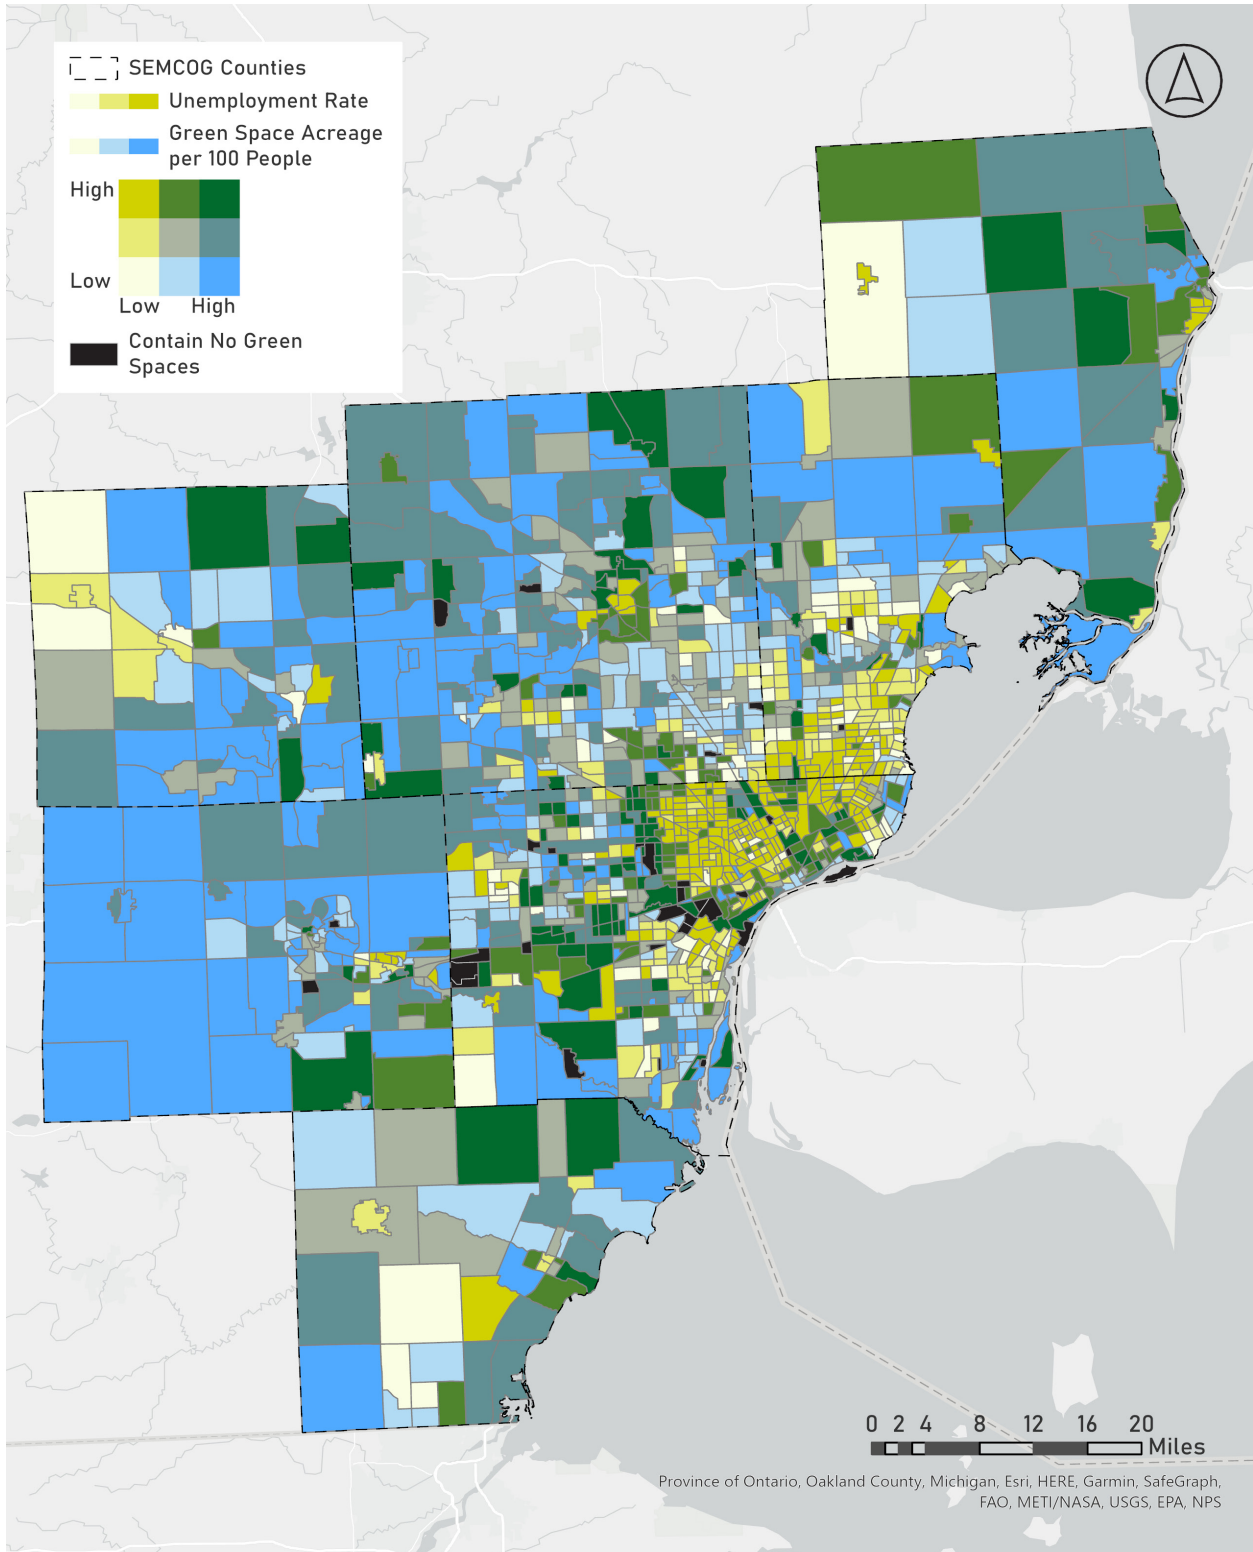 SEMCOG Counties
Unemployment Rate
Green Space Acreage
per 100 People
High
Low
Low High
Contain No Green
Spaces
0 2 4 8 12 16 20
Miles
Province of Ontario, Oakland County, Michigan, Esri, HERE, Garmin, SafeGraph,
FAO, METI/NASA, USGS, EPA, NPS